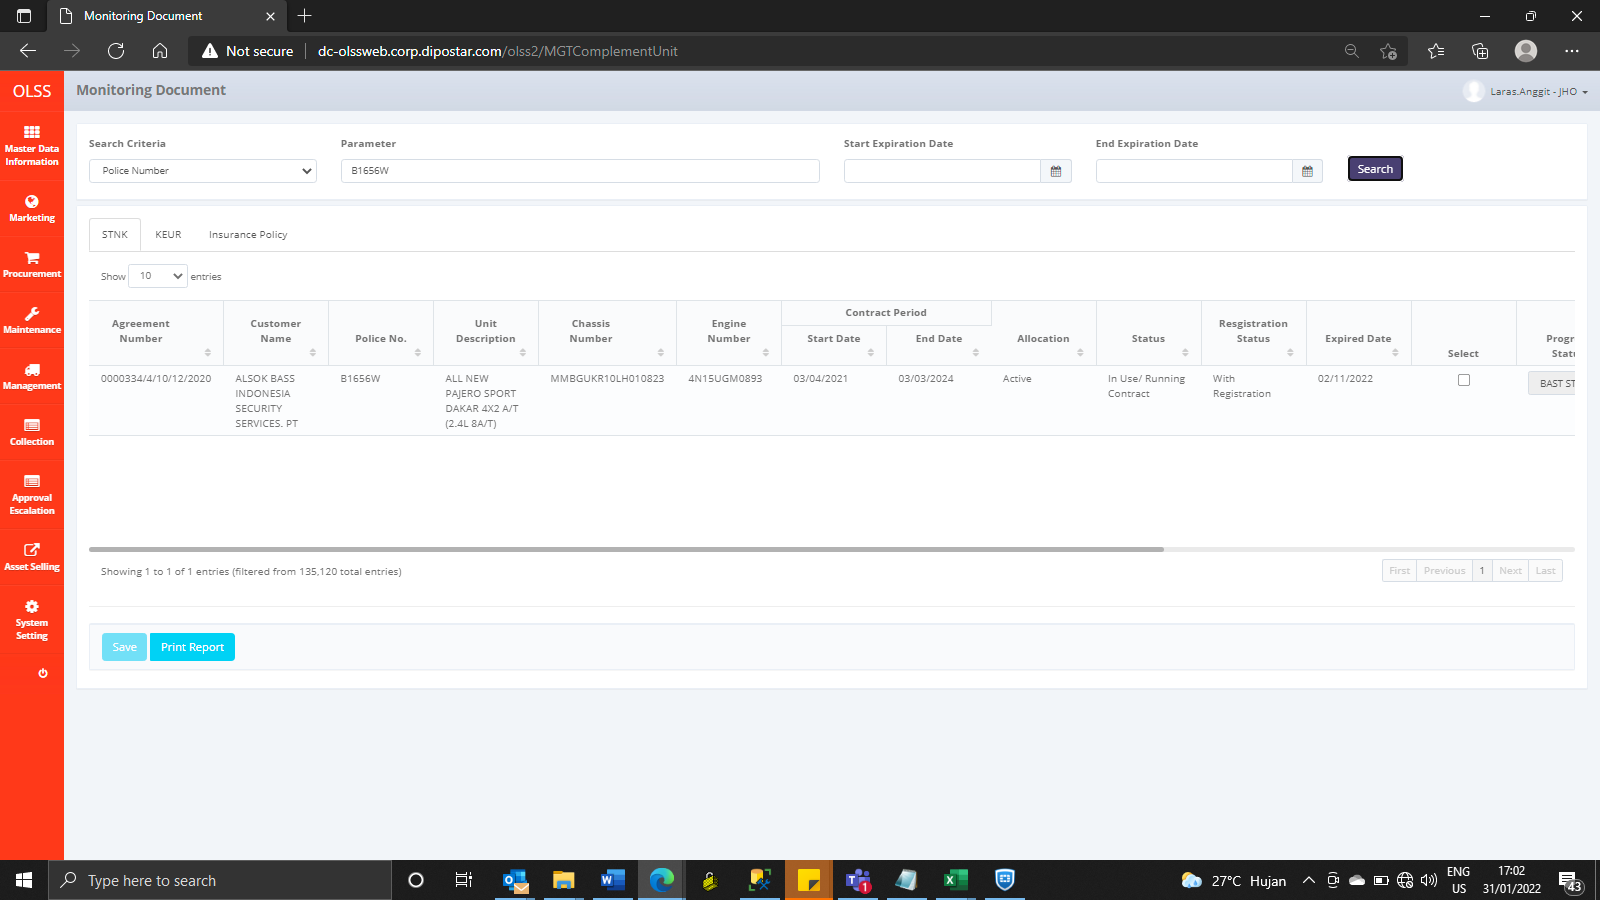 Monitoring Document
Not secure
dc-olssweb.corp.dipostar.com/olss2/MGTComplementUnit
OLSS
Monitoring Document
Laras.Anggit - JHO
Master Data
Information
Marketing
Procurement
Maintenance
Management
Collection
Approval
Escalation
Asset Selling
System
Setting
Search Criteria
Parameter
Start Expiration Date
End Expiration Date
Police Number
B1656W
Search
STNK
KEUR
Insurance Policy
Show 10 entries
Agreement
Number
Customer
Name
Police No.
Unit
Description
Chassis
Number
Engine
Number
Contract Period
Start Date
End Date
Allocation
Status
Resgistration
Status
Expired Date
Select
Progr
Statu
0000334/4/10/12/2020
ALSOK BASS
INDONESIA
SECURITY
SERVICES. PT
B1656W
ALL NEW
PAJERO SPORT
DAKAR 4X2 A/T
(2.4L 8A/T)
MMBGUKR10LH010823
4N15UGM0893
03/04/2021
03/03/2024
Active
In Use/ Running
Contract
With
Registration
02/11/2022
BAST ST
Showing 1 to 1 of 1 entries (filtered from 135,120 total entries)
First
Previous
1
Next
Last
Save
Print Report
Type here to search
1
27°C Hujan
ENG
US
17:02
31/01/2022
43